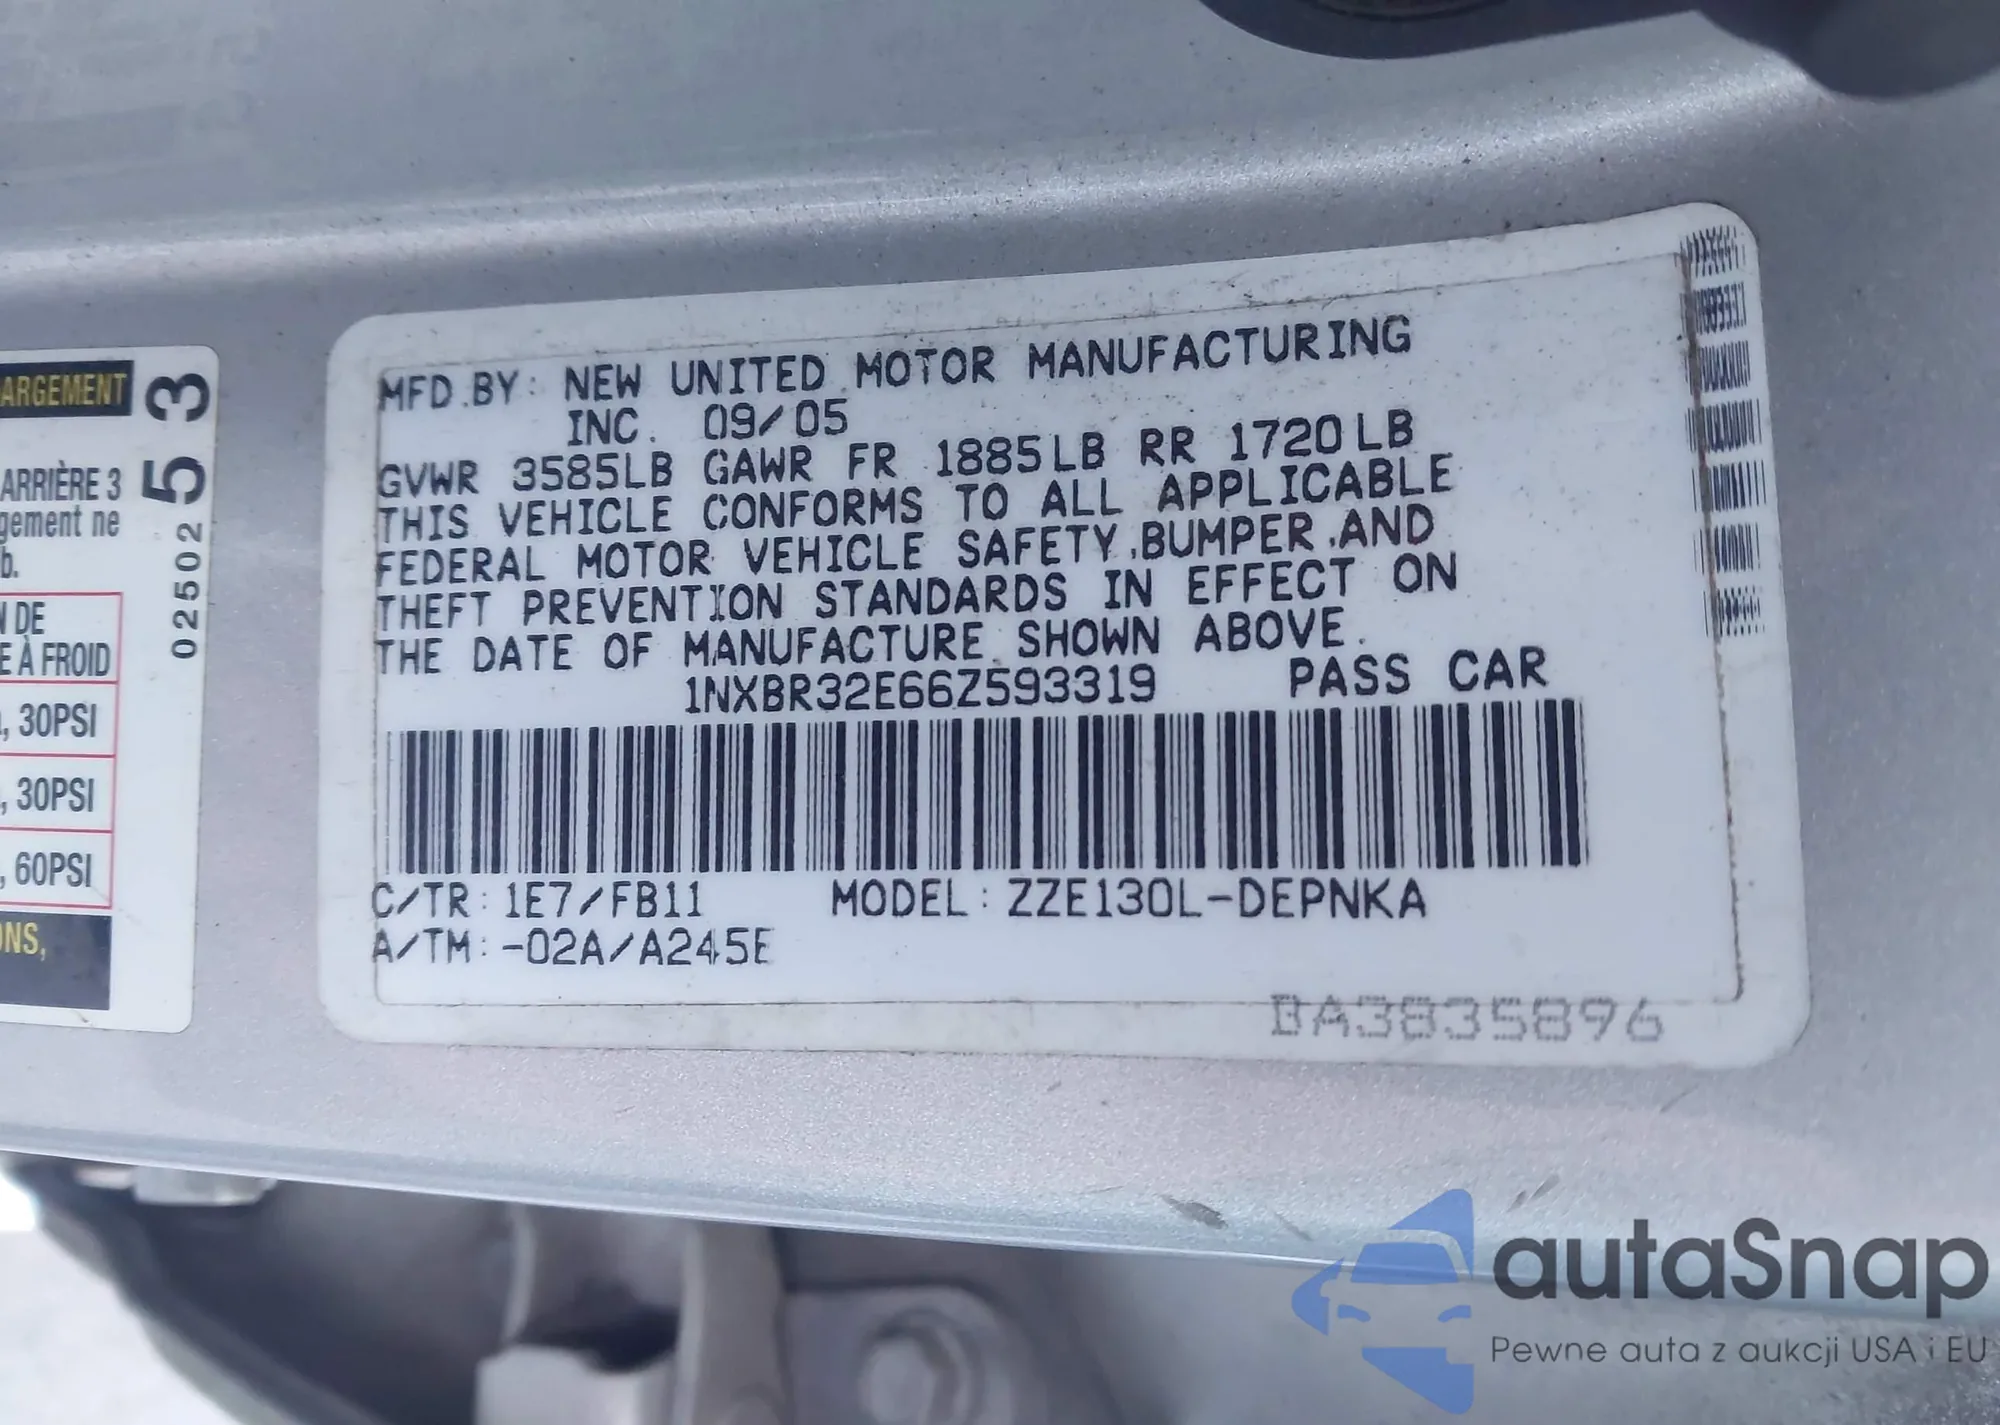 ARGEMENT
ARRIÈRE 3
gement ne
b.
N DE
E À FROID
, 30PSI
, 30PSI
, 60PSI
ONS,
53
02502
MFD.BY: NEW UNITED MOTOR MANUFACTURING
INC. 09/05
GVWR 3585LB GAWR FR 1885LB RR 1720LB
THIS VEHICLE CONFORMS TO ALL APPLICABLE
FEDERAL MOTOR VEHICLE SAFETY,BUMPER,AND
THEFT PREVENTION STANDARDS IN EFFECT ON
THE DATE OF MANUFACTURE SHOWN ABOVE.
1NXBR32E66Z593319 PASS CAR
C/TR: 1E7/FB11 MODEL: ZZE130L-DEPNKA
A/TM: -02A/A245E
BA3835896
autaSnap
Pewne auta z aukcji USA i EU